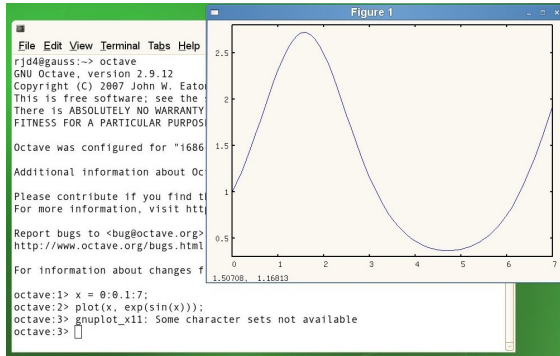 Figure 1
File Edit View Terminal Tabs Help
rjd4@gauss:~> octave
GNU Octave, version 2.9.12
Copyright (C) 2007 John W. Eaton
This is free software; see the
There is ABSOLUTELY NO WARRANTY
FITNESS FOR A PARTICULAR PURPOS
Octave was configured for "i686
Additional information about Oc
Please contribute if you find th
For more information, visit http
Report bugs to <bug@octave.org>
http://www.octave.org/bugs.html
For information about changes f
octave:1> x = 0:0.1:7;
octave:2> plot(x, exp(sin(x)));
octave:3> gnuplot_x11: Some character sets not available
octave:3>
2.5
2
1.5
1
0.5
0 1 2 3 4 5 6 7
1.50708, 1.16813